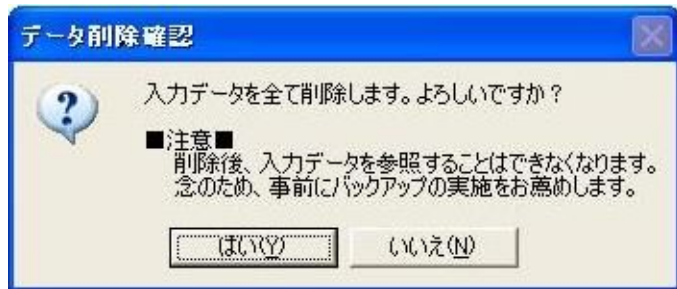 データ削除確認
入力データを全て削除します。よろしいですか？
■注意■
削除後、入力データを参照することはできなくなります。
念のため、事前にバックアップの実施をお薦めします。
はい(Y) いいえ(N)